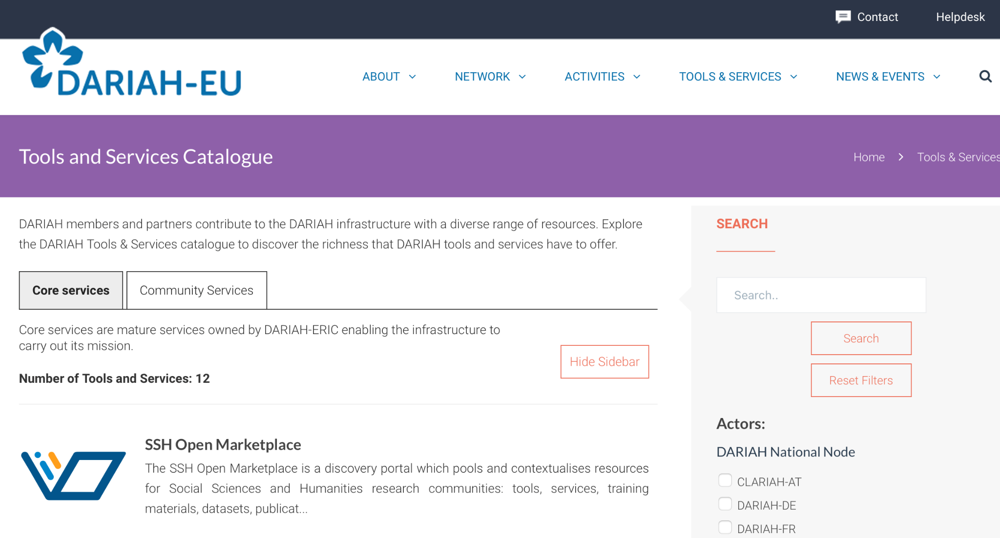 Contact
Helpdesk
DARIAH-EU
ABOUT
NETWORK
ACTIVITIES
TOOLS & SERVICES
NEWS & EVENTS
Tools and Services Catalogue
Home
Tools & Services
DARIAH members and partners contribute to the DARIAH infrastructure with a diverse range of resources. Explore
the DARIAH Tools & Services catalogue to discover the richness that DARIAH tools and services have to offer.
Core services
Community Services
Core services are mature services owned by DARIAH-ERIC enabling the infrastructure to
carry out its mission.
Hide Sidebar
Number of Tools and Services: 12
SSH Open Marketplace
The SSH Open Marketplace is a discovery portal which pools and contextualises resources
for Social Sciences and Humanities research communities: tools, services, training
materials, datasets, publicat...
SEARCH
Search..
Search
Reset Filters
Actors:
DARIAH National Node
CLARIAH-AT
DARIAH-DE
DARIAH-FR